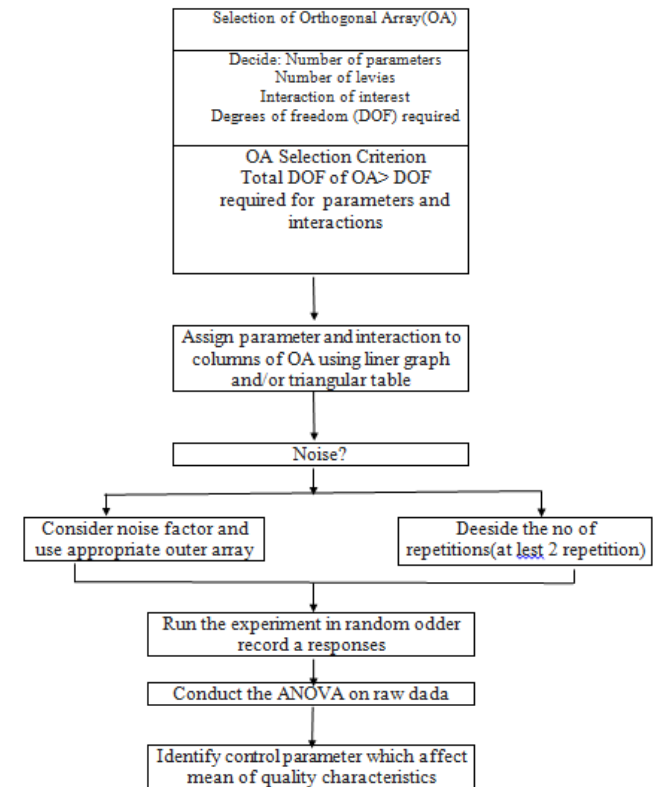 Selection of Orthogonal Array(OA)
Decide: Number of parameters
Number of levies
Interaction of interest
Degrees of freedom (DOF) required
OA Selection Criterion
Total DOF of OA> DOF
required for parameters and
interactions
Assign parameter and interaction to
columns of OA using liner graph
and/or triangular table
Noise?
Consider noise factor and
use appropriate outer array
Deeside the no of
repetitions(at lest 2 repetition)
Run the experiment in random odder
record a responses
Conduct the ANOVA on raw dada
Identify control parameter which affect
mean of quality characteristics